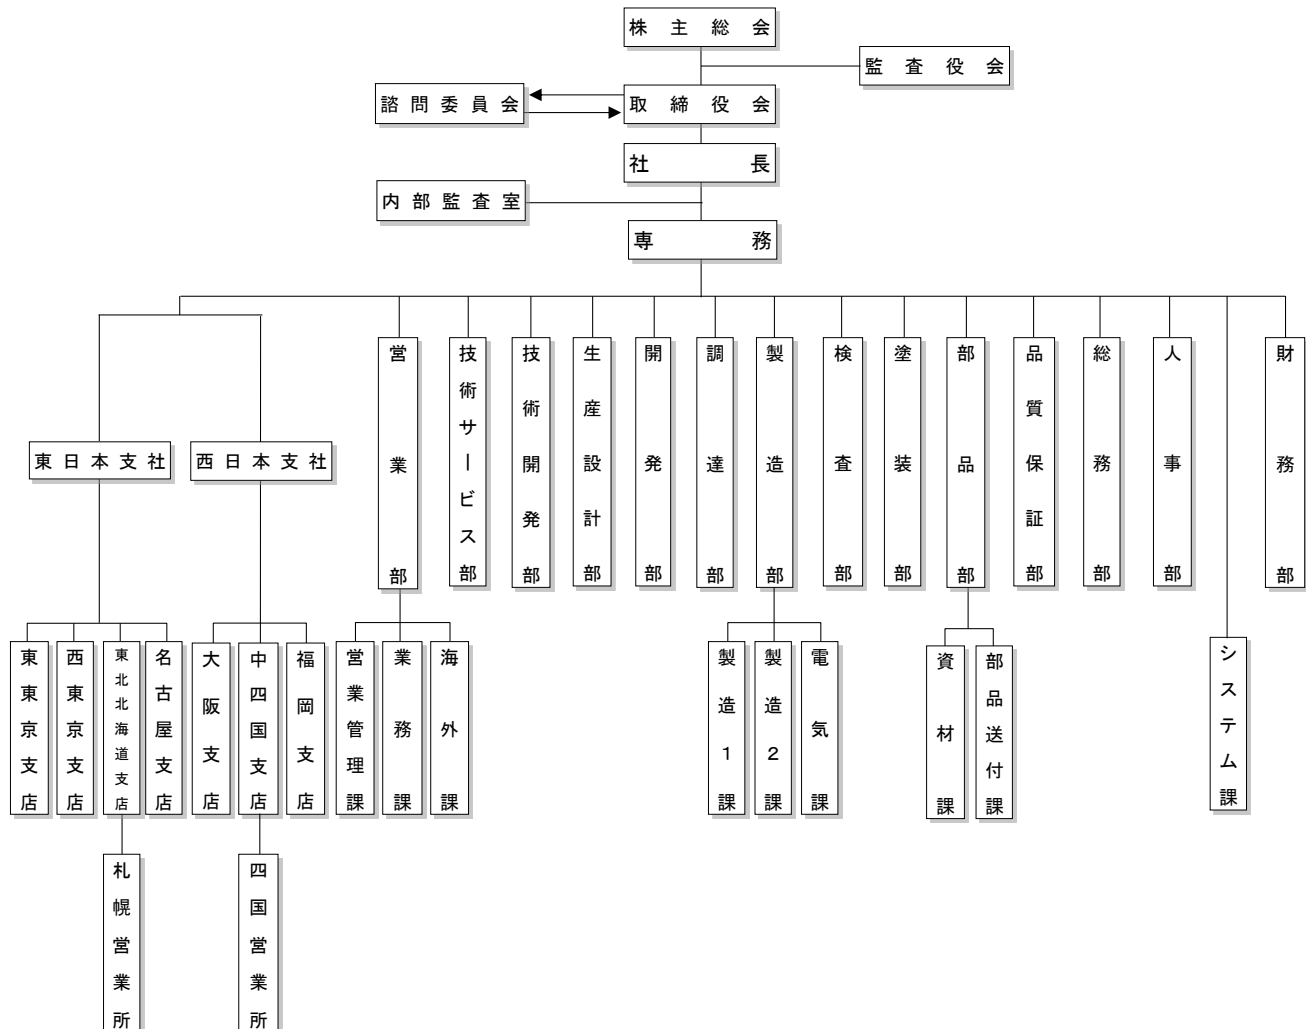 株主総会
監査役会
諮問委員会
取締役会
社長
内部監査室
専務
東日本支社
西日本支社
営業部
技術サービス部
技術開発部
生産設計部
開発部
調達部
製造部
検査部
塗装部
部品部
品質保証部
総務部
人事部
財務部
東東京支店
西東京支店
東北北海道支店
名古屋支店
大阪支店
中四国支店
福岡支店
営業管理課
業務課
海外課
製造1課
製造2課
電気課
資材課
部品送付課
システム課
札幌営業所
四国営業所